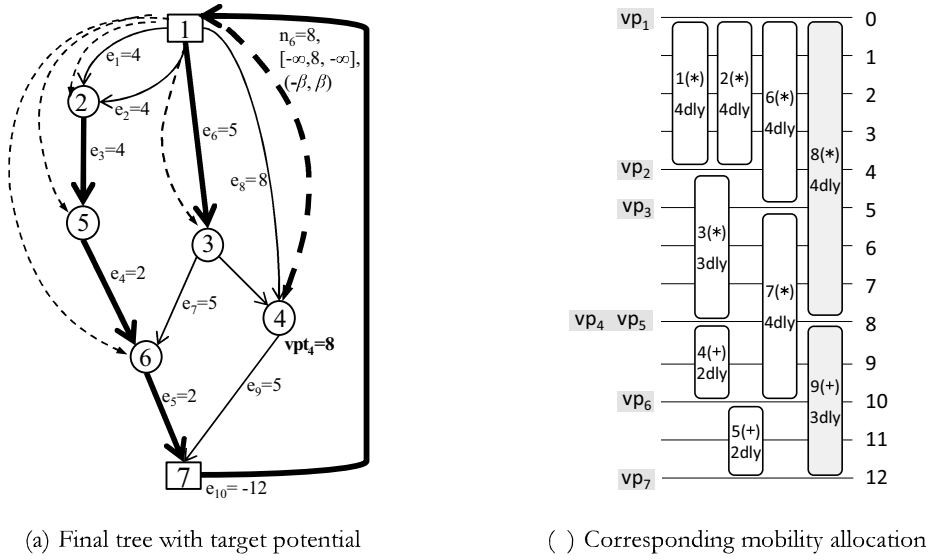 1
n6=8,
[-∞,8, -∞],
(-β, β)
e1=4
2
e2=4
e3=4
e6=5
e8=8
5
3
e4=2
e7=5
4
vpt4=8
6
e5=2
e9=5
7
e10= -12
(a) Final tree with target potential
vp1
0
1
1(*)
4dly
2(*)
4dly
6(*)
4dly
2
3
8(*)
4dly
vp2
4
vp3
5
3(*)
3dly
6
7
7(*)
4dly
vp4 vp5
8
4(+)
2dly
9
9(+)
3dly
vp6
10
5(+)
2dly
11
vp7
12
( ) Corresponding mobility allocation